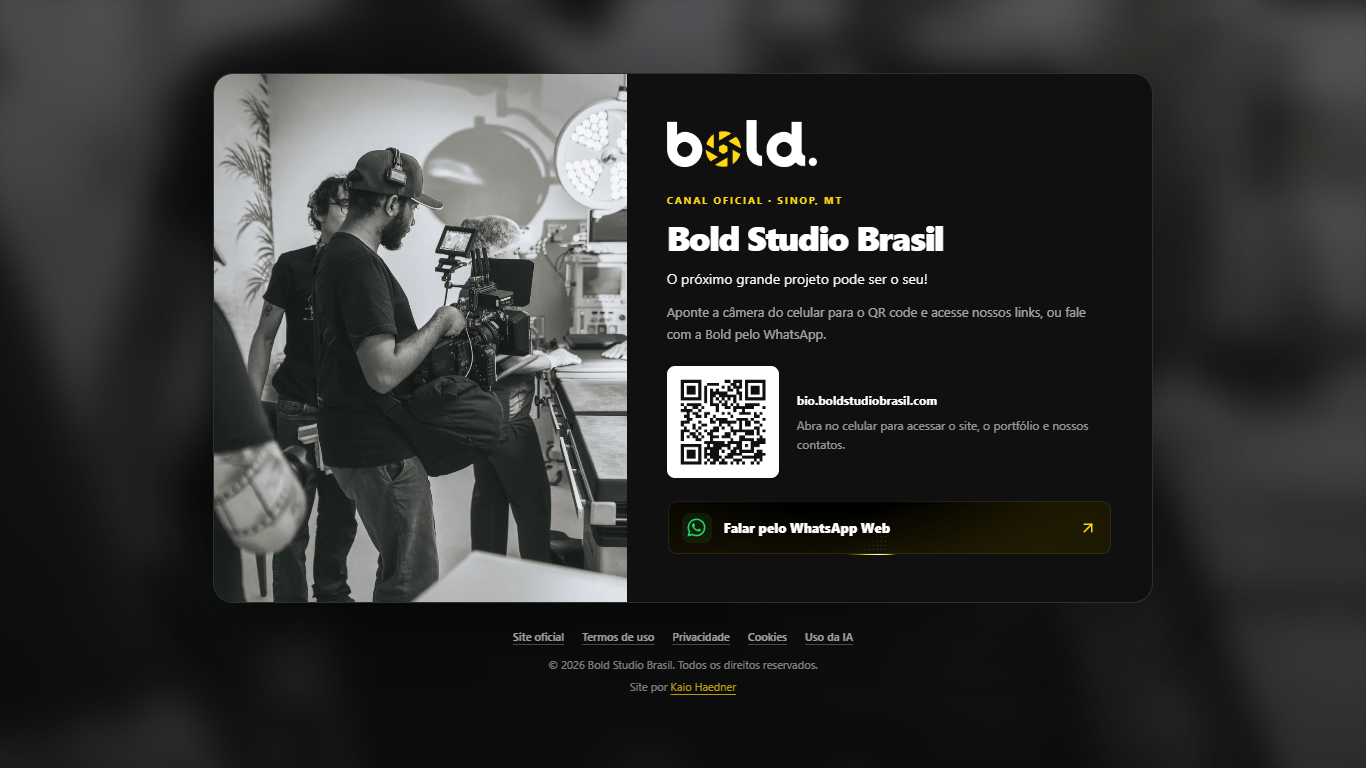 bold.
CANAL OFICIAL • SINOP, MT
Bold Studio Brasil
O próximo grande projeto pode ser o seu!
Aponte a câmera do celular para o QR code e acesse nossos links, ou fale
com a Bold pelo WhatsApp.
bio.boldstudiobrasil.com
Abra no celular para acessar o site, o portfólio e nossos
contatos.
Falar pelo WhatsApp Web
Site oficial Termos de uso Privacidade Cookies Uso da IA
© 2026 Bold Studio Brasil. Todos os direitos reservados.
Site por Kaio Haedner